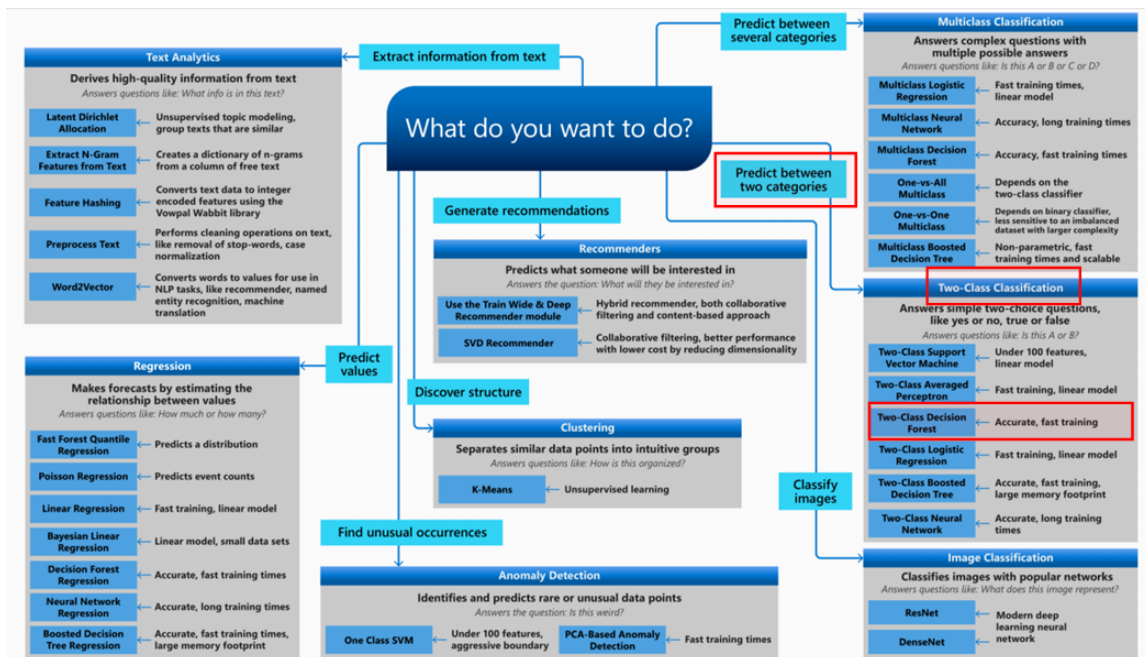 What do you want to do?
Extract information from text
Text Analytics
Derives high-quality information from text
Answers questions like: What info is in this text?
Latent Dirichlet
Allocation
Unsupervised topic modeling,
group texts that are similar
Extract N-Gram
Features from Text
Creates a dictionary of n-grams
from a column of free text
Feature Hashing
Converts text data to integer
encoded features using the
Vowpal Wabbit library
Preprocess Text
Performs cleaning operations on text,
like removal of stop-words, case
normalization
Word2Vector
Converts words to values for use in
NLP tasks, like recommender, named
entity recognition, machine
translation
Predict
values
Regression
Makes forecasts by estimating the
relationship between values
Answers questions like: How much or how many?
Fast Forest Quantile
Regression
Predicts a distribution
Poisson Regression
Predicts event counts
Linear Regression
Fast training, linear model
Bayesian Linear
Regression
Linear model, small data sets
Decision Forest
Regression
Accurate, fast training times
Neural Network
Regression
Accurate, long training times
Boosted Decision
Tree Regression
Accurate, fast training times,
large memory footprint
Generate recommendations
Recommenders
Predicts what someone will be interested in
Answers the question: What will they be interested in?
Use the Train Wide & Deep
Recommender module
Hybrid recommender, both collaborative
filtering and content-based approach
SVD Recommender
Collaborative filtering, better performance
with lower cost by reducing dimensionality
Discover structure
Clustering
Separates similar data points into intuitive groups
Answers questions like: How is this organized?
K-Means
Unsupervised learning
Find unusual occurrences
Anomaly Detection
Identifies and predicts rare or unusual data points
Answers the question: Is this weird?
One Class SVM
Under 100 features,
aggressive boundary
PCA-Based Anomaly
Detection
Fast training times
Predict between
several categories
Multiclass Classification
Answers complex questions with
multiple possible answers
Answers questions like: Is this A or B or C or D?
Multiclass Logistic
Regression
Fast training times,
linear model
Multiclass Neural
Network
Accuracy, long training times
Multiclass Decision
Forest
Accuracy, fast training times
One-vs-All
Multiclass
Depends on the
two-class classifier
One-vs-One
Multiclass
Depends on binary classifier,
less sensitive to an imbalanced
dataset with larger complexity
Multiclass Boosted
Decision Tree
Non-parametric, fast
training times and scalable
Predict between
two categories
Two-Class Classification
Answers simple two-choice questions,
like yes or no, true or false
Answers questions like: Is this A or B?
Two-Class Support
Vector Machine
Under 100 features,
linear model
Two-Class Averaged
Perceptron
Fast training, linear model
Two-Class Decision
Forest
Accurate, fast training
Two-Class Logistic
Regression
Fast training, linear model
Two-Class Boosted
Decision Tree
Accurate, fast training,
large memory footprint
Two-Class Neural
Network
Accurate, long training
times
Classify
images
Image Classification
Classifies images with popular networks
Answers questions like: What does this image represent?
ResNet
DenseNet
Modern deep
learning neural
network